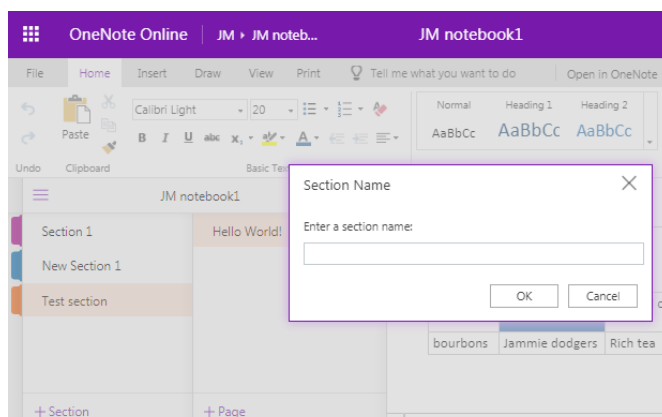 OneNote Online JM › JM noteb... JM notebook1
File Home Insert Draw View Print Tell me what you want to do Open in OneNote
Calibri Light 20
Normal Heading 1 Heading 2
Paste
B I U abc x AaBbCc AaBbCc AaBbCc
Undo Clipboard Basic Tex
Section Name
JM notebook1
Enter a section name:
Section 1 Hello World!
New Section 1
OK Cancel
Test section
bourbons Jammie dodgers Rich tea
+ Section + Page